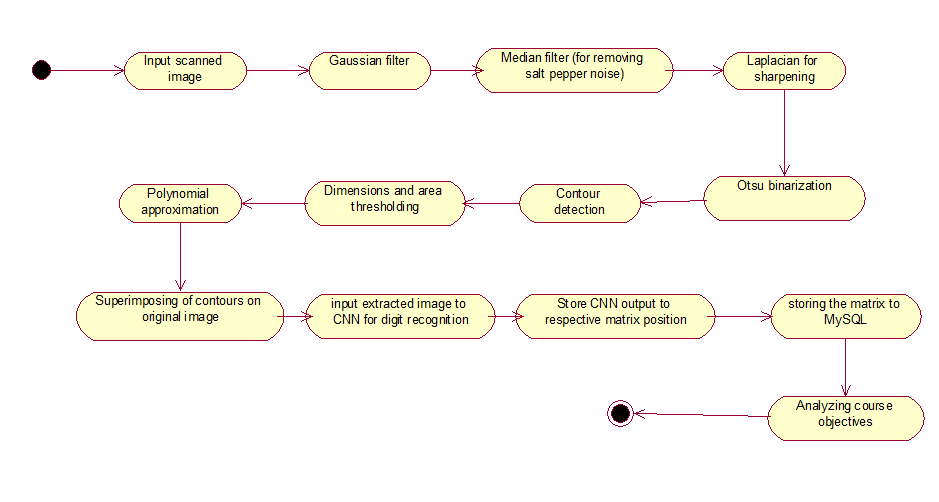 Input scanned
image
Gaussian filter
Median filter (for removing
salt pepper noise)
Laplacian for
sharpening
Otsu binarization
Contour
detection
Dimensions and area
thresholding
Polynomial
approximation
Superimposing of contours on
original image
input extracted image to
CNN for digit recognition
Store CNN output to
respective matrix position
storing the matrix to
MySQL
Analyzing course
objectives